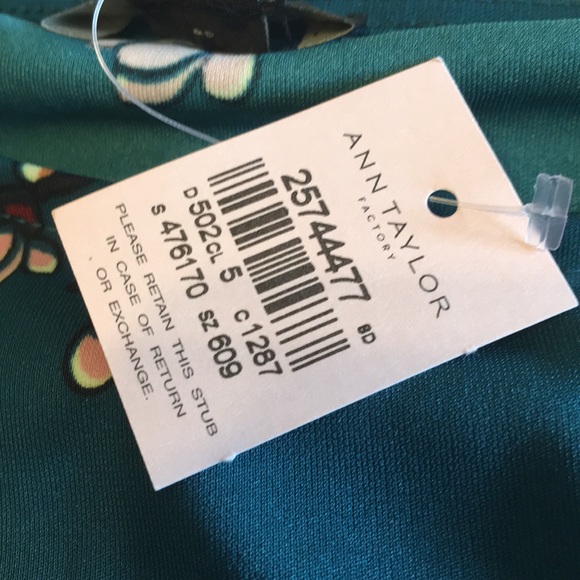 ANN TAYLOR
FACTORY
25744477 BD
D 502 CL 5 C 1287
S 476170 SZ 609
PLEASE RETAIN THIS STUB
IN CASE OF RETURN
OR EXCHANGE.